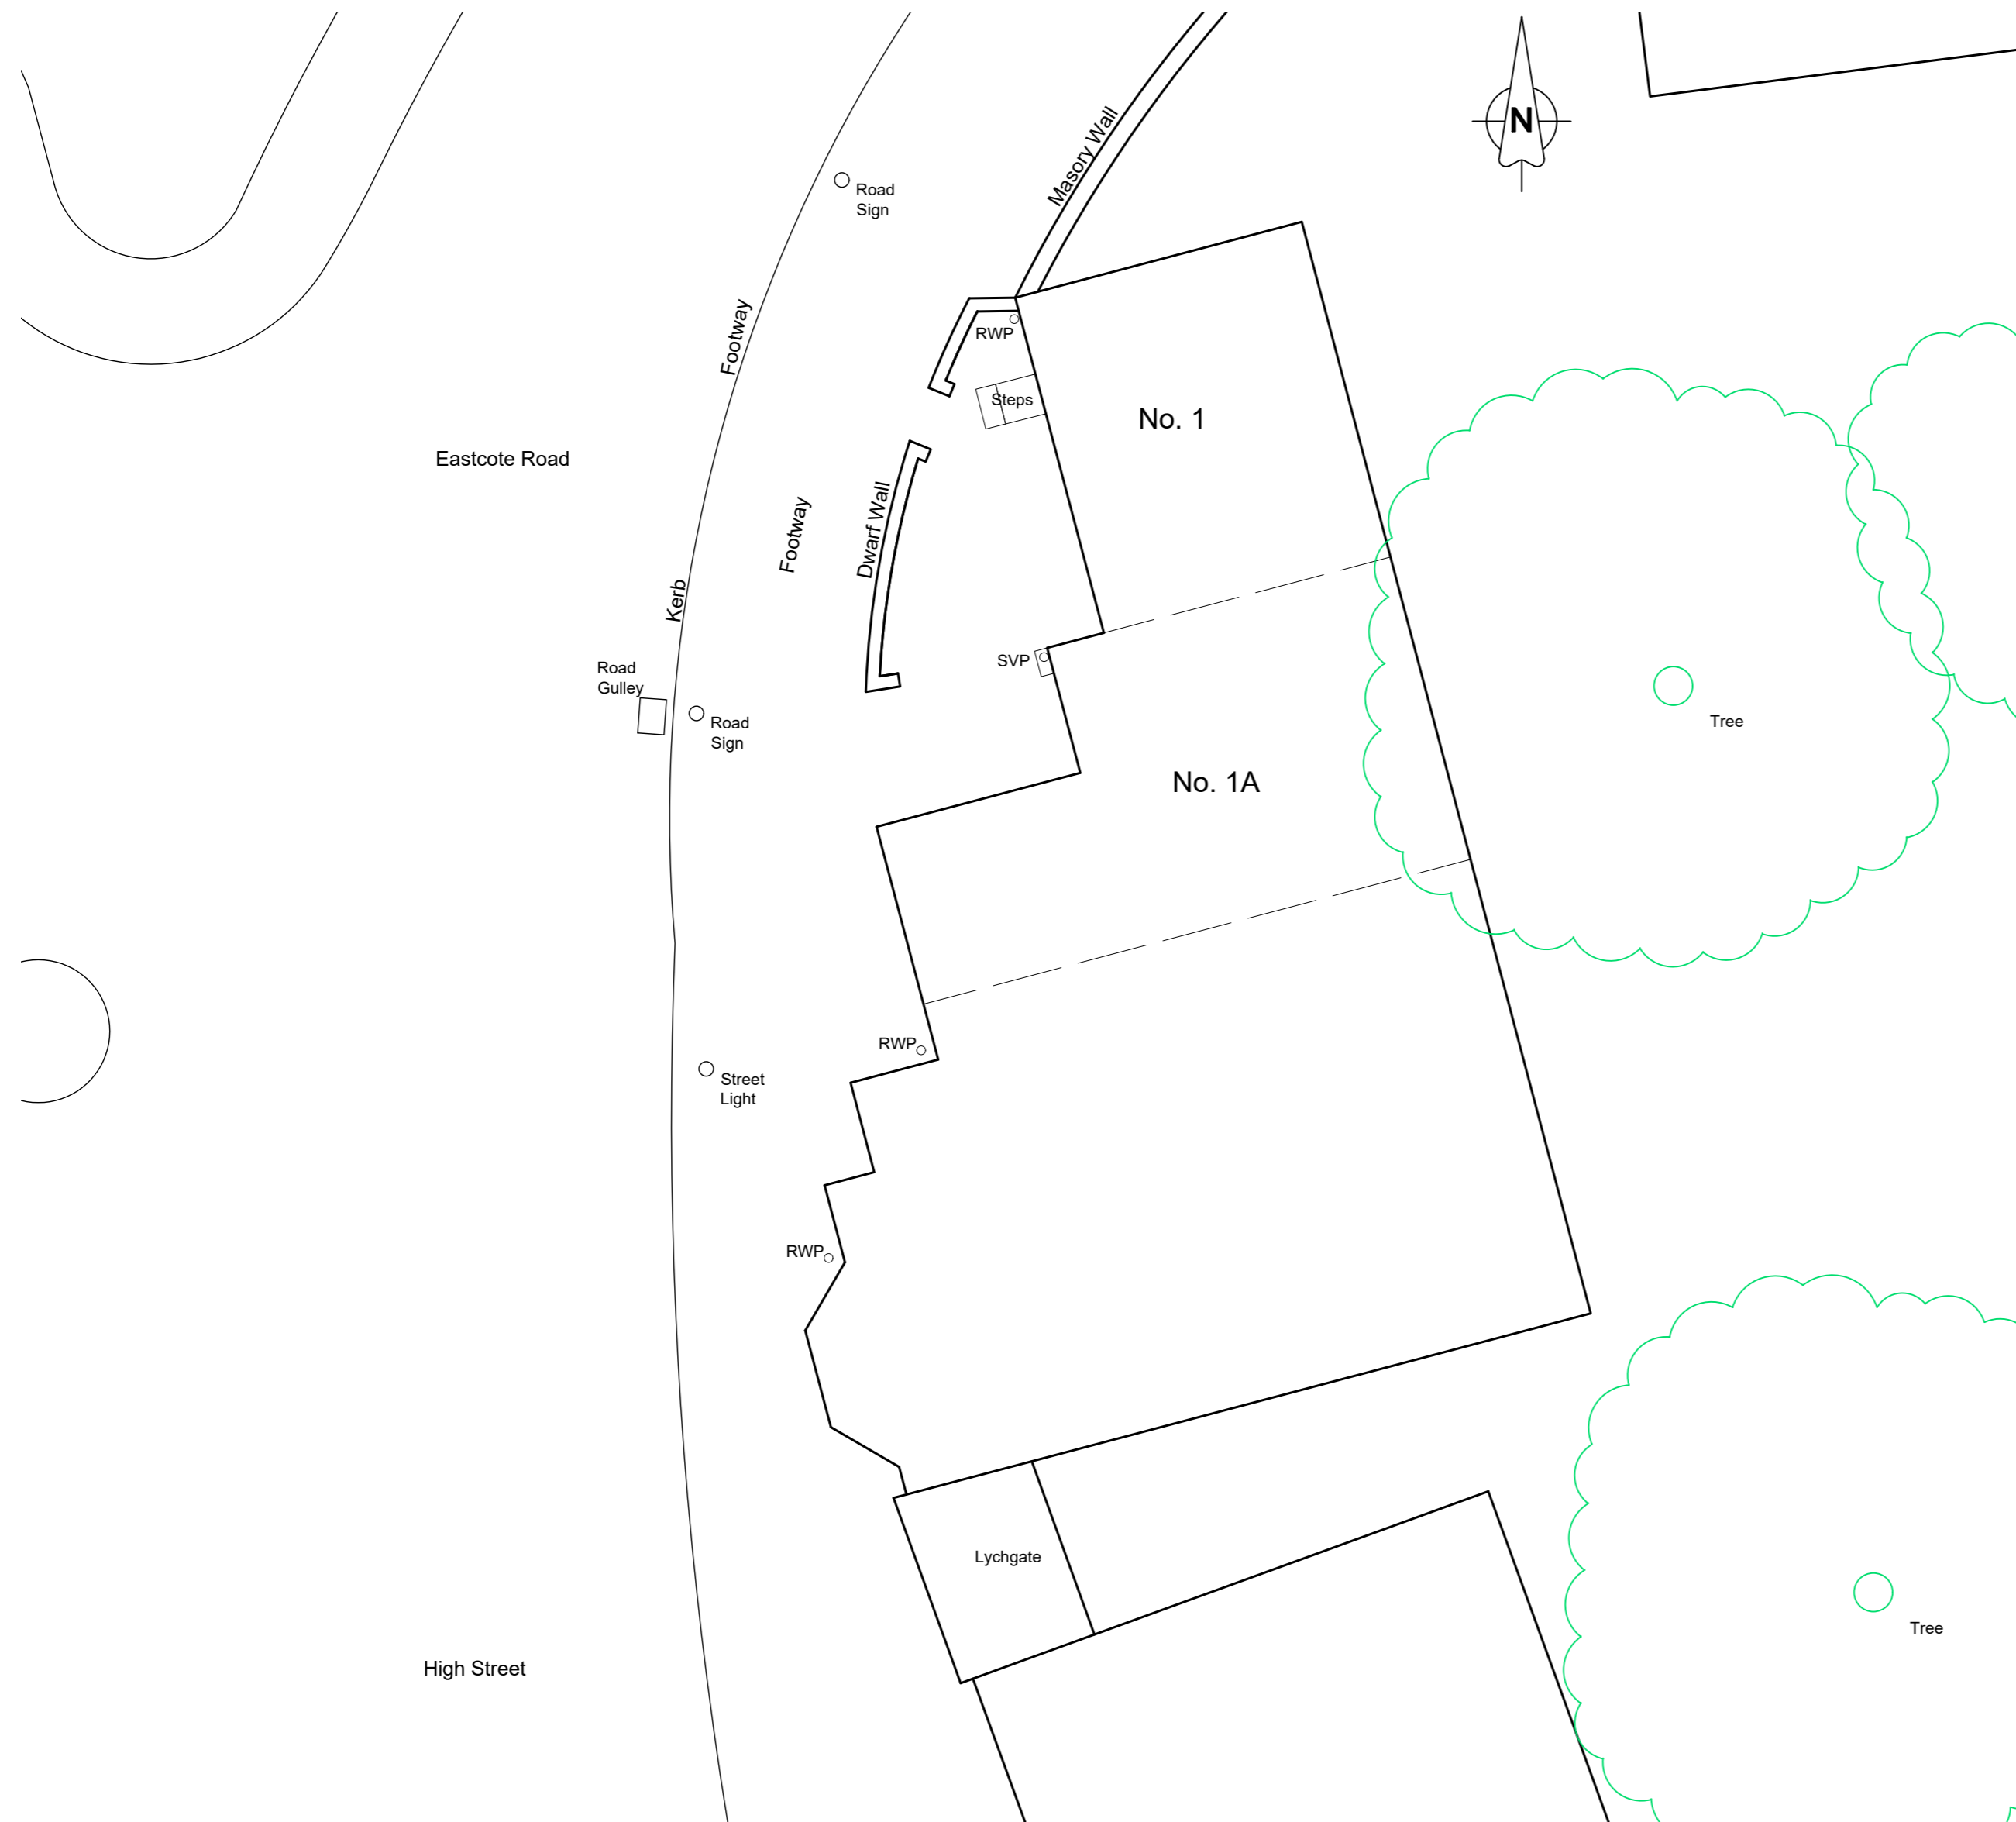 N
Masory Wall
Road
Sign
Footway
RWP
Steps
No. 1
Eastcote Road
Footway
Dwarf Wall
Kerb
Road
Gulley
SVP
Road
Sign
Tree
No. 1A
RWP
Street
Light
RWP
Lychgate
Tree
High Street